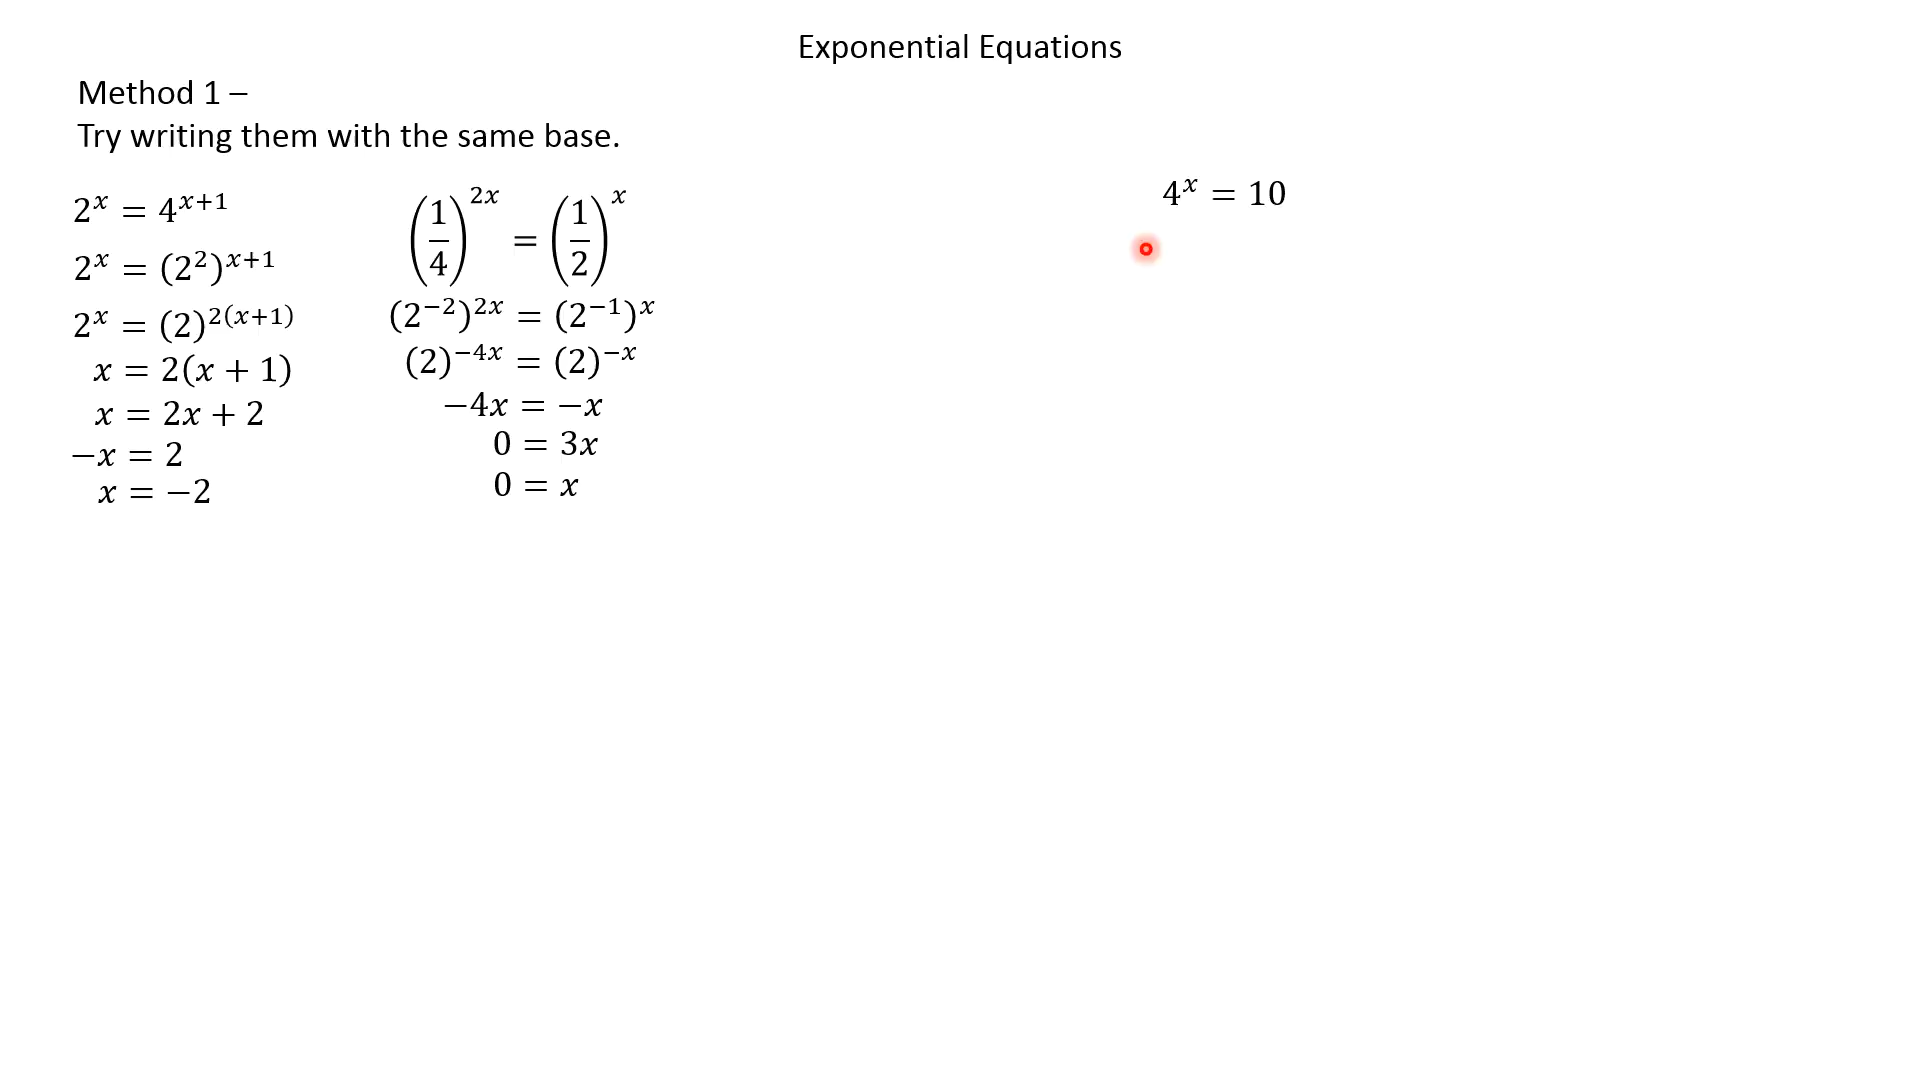 Exponential Equations
Method 1 –
Try writing them with the same base.
2^x = 4^{x+1}
2^x = (2^2)^{x+1}
2^x = (2)^{2(x+1)}
x = 2(x + 1)
x = 2x + 2
−x = 2
x = −2
(1/4)^{2x} = (1/2)^x
(2^{−2})^{2x} = (2^{−1})^x
(2)^{−4x} = (2)^{−x}
−4x = −x
0 = 3x
0 = x
4^x = 10